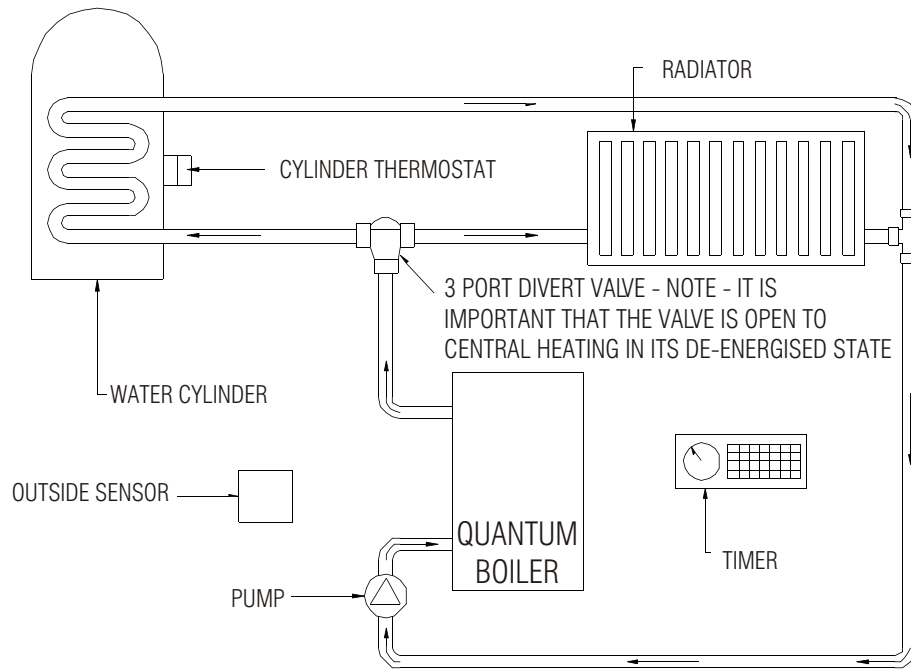 RADIATOR
CYLINDER THERMOSTAT
3 PORT DIVERT VALVE - NOTE - IT IS
IMPORTANT THAT THE VALVE IS OPEN TO
CENTRAL HEATING IN ITS DE-ENERGISED STATE
WATER CYLINDER
OUTSIDE SENSOR
QUANTUM
BOILER
TIMER
PUMP